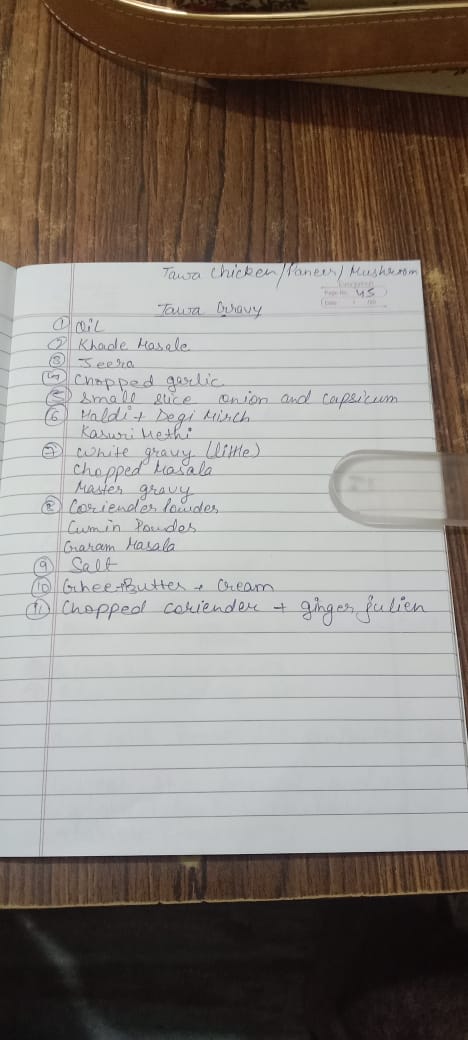 Tawa Chicken/Paneer/Mushroom
Page No. 45
Date
Tawa Gravy
① Oil
② Khade Masale
③ Jeera
④ Chopped garlic
⑤ Small slice onion and capsicum
⑥ Haldi + Degi Mirch
Kasuri Methi
⑦ White gravy (little)
Chopped Masala
Master gravy
⑧ Coriender Powder
Cumin Powder
Garam Masala
⑨ Salt
⑩ Ghee + Butter + Cream
⑪ Chopped coriender + ginger julien